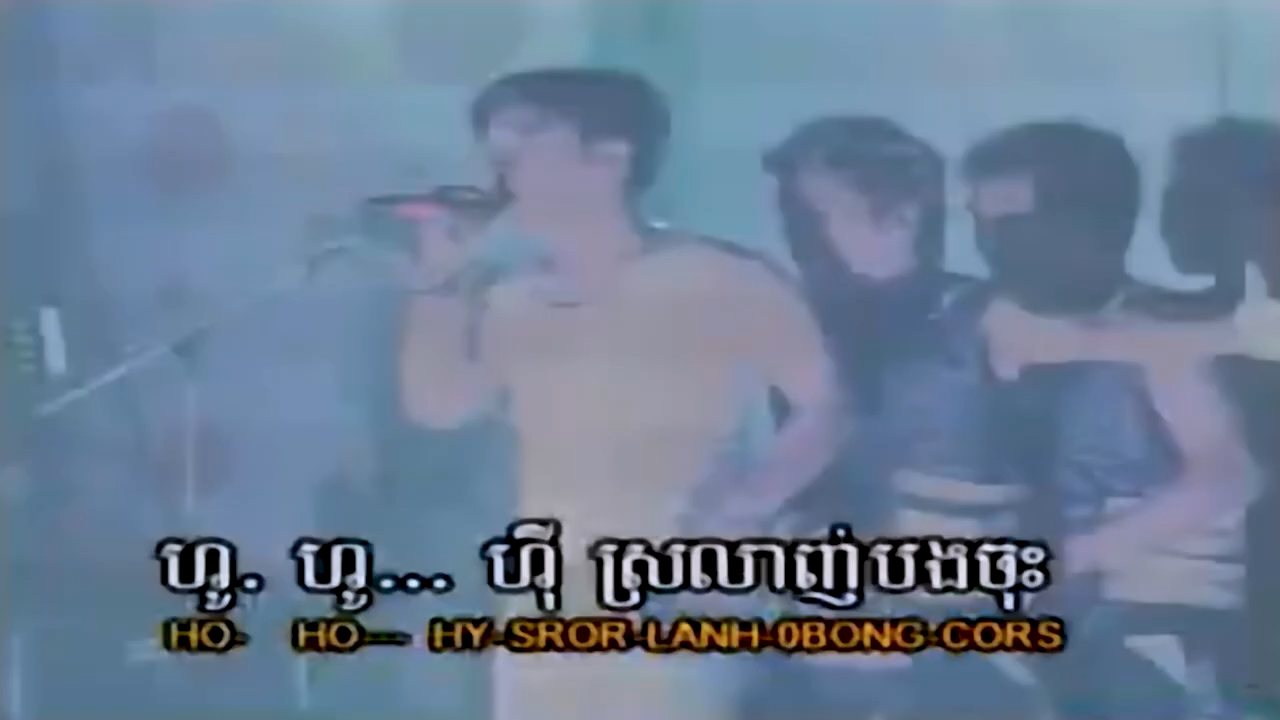 ហូ. ហូ... ហ៊ី ស្រលាញ់បងចុះ
HO- HO--- HY-SROR-LANH-0BONG-CORS